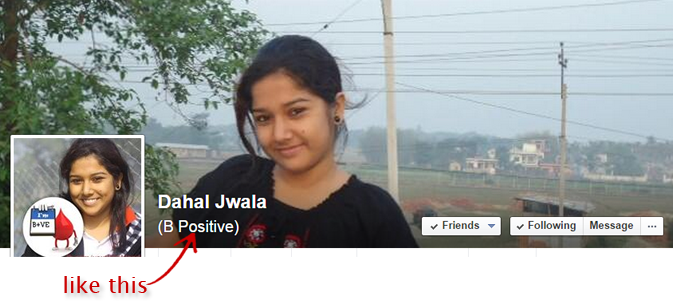 I'm
B+VE
Dahal Jwala
(B Positive)
Friends
Following
Message
like this